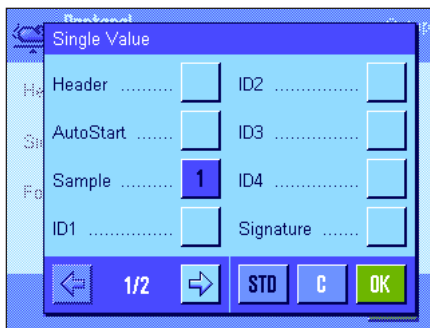 Single Value
Header ..........
AutoStart .......
Sample .......... 1
ID1 ................
ID2 ..................
ID3 ..................
ID4 ..................
Signature .......
1/2
STD
C
OK